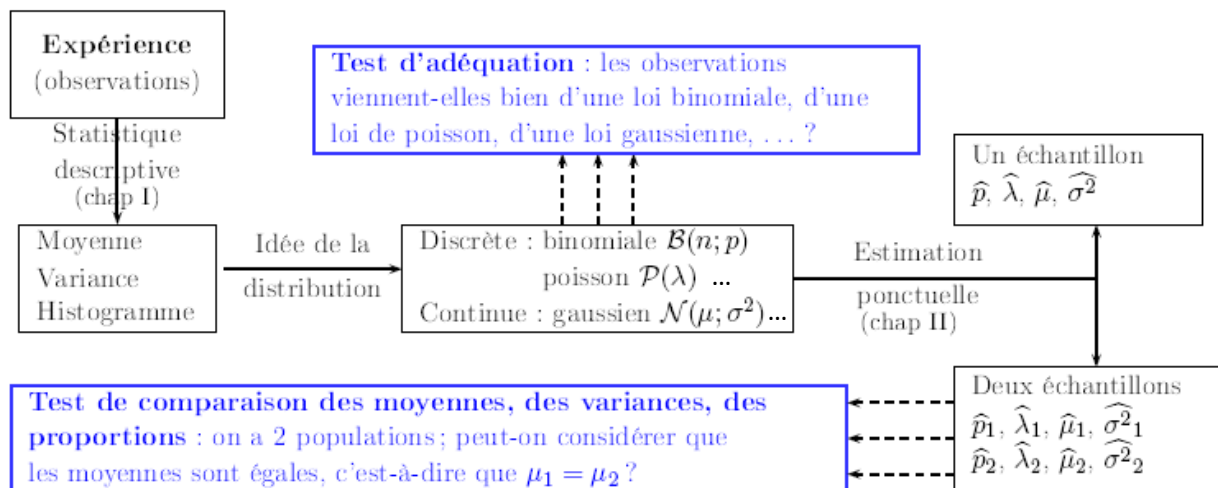 Expérience
(observations)
Statistique
descriptive
(chap I)
Moyenne
Variance
Histogramme
Idée de la
distribution
Test d'adéquation : les observations
viennent-elles bien d'une loi binomiale, d'une
loi de poisson, d'une loi gaussienne, ... ?
Discrète : binomiale 𝓑(n; p)
poisson 𝓟(λ) ...
Continue : gaussien 𝓝(μ; σ²)...
Estimation
ponctuelle
(chap II)
Un échantillon
p̂, λ̂, μ̂, σ̂²
Deux échantillons
p̂₁, λ̂₁, μ̂₁, σ̂²₁
p̂₂, λ̂₂, μ̂₂, σ̂²₂
Test de comparaison des moyennes, des variances, des
proportions : on a 2 populations ; peut-on considérer que
les moyennes sont égales, c'est-à-dire que μ₁ = μ₂ ?